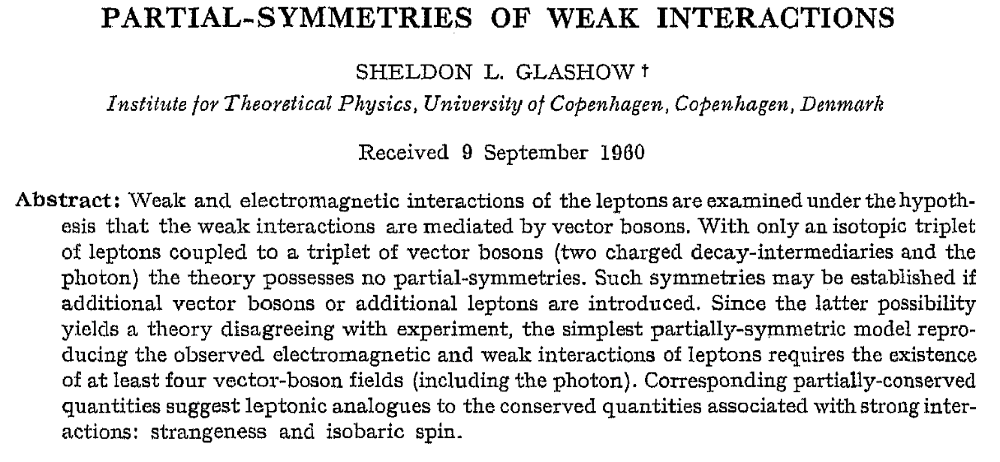 PARTIAL-SYMMETRIES OF WEAK INTERACTIONS
SHELDON L. GLASHOW †
Institute for Theoretical Physics, University of Copenhagen, Copenhagen, Denmark
Received 9 September 1960
Abstract: Weak and electromagnetic interactions of the leptons are examined under the hypoth-
esis that the weak interactions are mediated by vector bosons. With only an isotopic triplet
of leptons coupled to a triplet of vector bosons (two charged decay-intermediaries and the
photon) the theory possesses no partial-symmetries. Such symmetries may be established if
additional vector bosons or additional leptons are introduced. Since the latter possibility
yields a theory disagreeing with experiment, the simplest partially-symmetric model repro-
ducing the observed electromagnetic and weak interactions of leptons requires the existence
of at least four vector-boson fields (including the photon). Corresponding partially-conserved
quantities suggest leptonic analogues to the conserved quantities associated with strong inter-
actions: strangeness and isobaric spin.